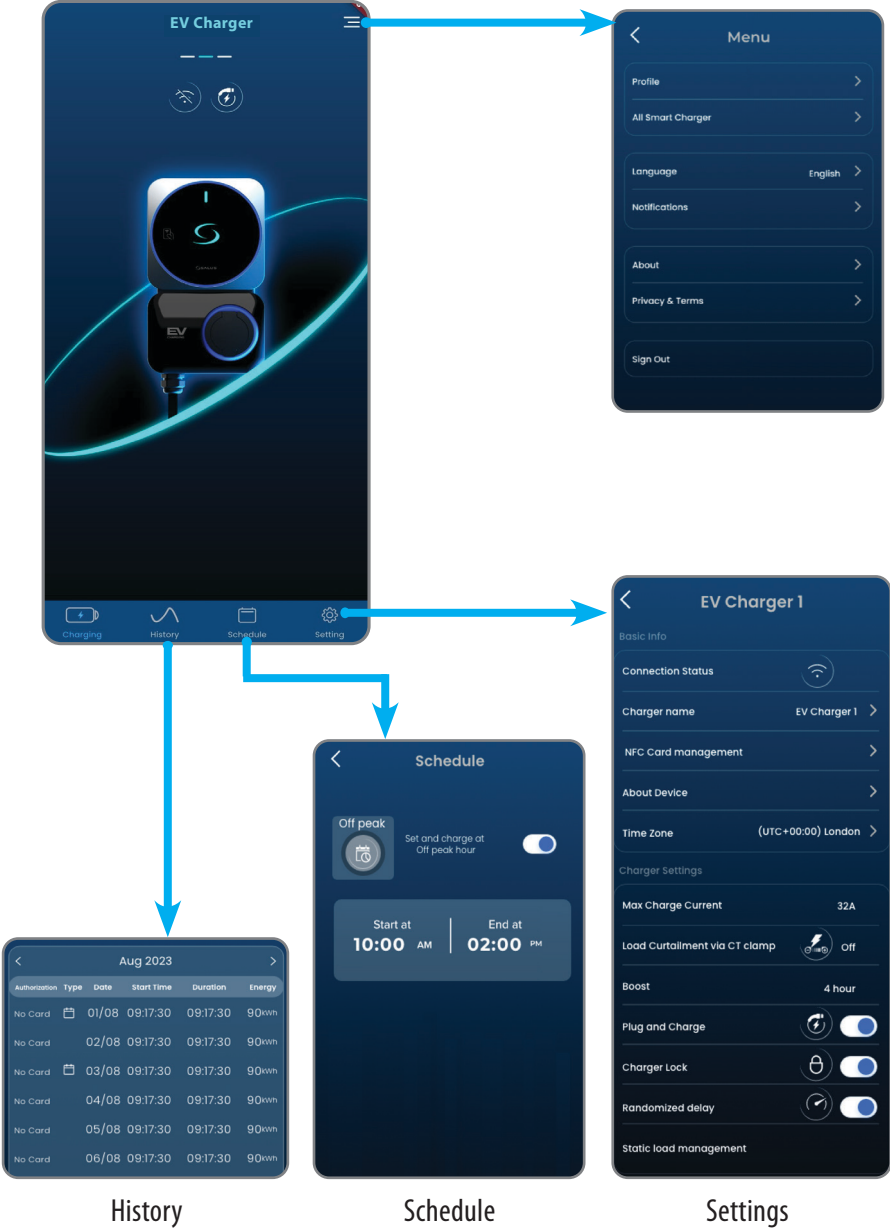 EV Charger
EV
Charging
History
Schedule
Setting
Menu
Profile
All Smart Charger
Language English
Notifications
About
Privacy & Terms
Sign Out
Aug 2023
Authorization Type Date Start Time Duration Energy
No Card 01/08 09:17:30 09:17:30 90kWh
No Card 02/08 09:17:30 09:17:30 90kWh
No Card 03/08 09:17:30 09:17:30 90kWh
No Card 04/08 09:17:30 09:17:30 90kWh
No Card 05/08 09:17:30 09:17:30 90kWh
No Card 06/08 09:17:30 09:17:30 90kWh
History
Schedule
Off peak
Set and charge at
Off peak hour
Start at End at
10:00 AM 02:00 PM
Schedule
EV Charger 1
Basic Info
Connection Status
Charger name EV Charger 1
NFC Card management
About Device
Time Zone (UTC+00:00) London
Charger Settings
Max Charge Current 32A
Load Curtailment via CT clamp Off
Boost 4 hour
Plug and Charge
Charger Lock
Randomized delay
Static load management
Settings